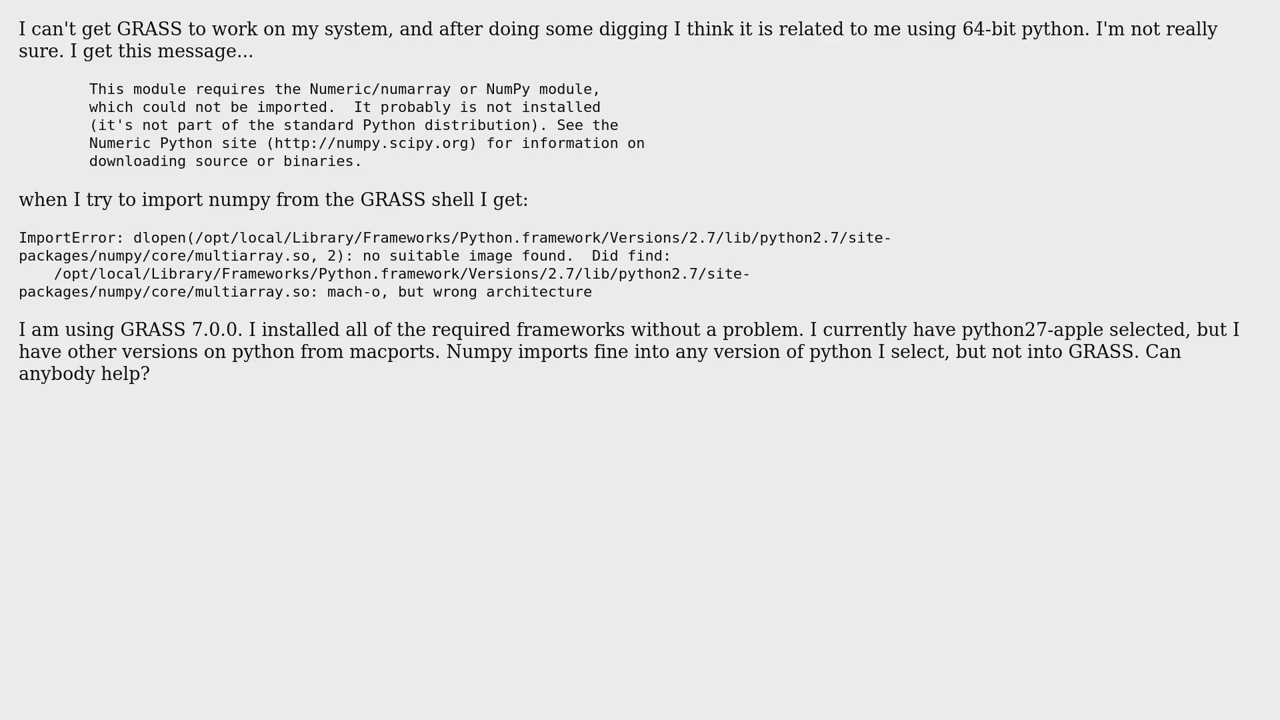 I can't get GRASS to work on my system, and after doing some digging I think it is related to me using 64-bit python. I'm not really
sure. I get this message...
This module requires the Numeric/numarray or NumPy module,
which could not be imported.  It probably is not installed
(it's not part of the standard Python distribution). See the
Numeric Python site (http://numpy.scipy.org) for information on
downloading source or binaries.
when I try to import numpy from the GRASS shell I get:
ImportError: dlopen(/opt/local/Library/Frameworks/Python.framework/Versions/2.7/lib/python2.7/site-
packages/numpy/core/multiarray.so, 2): no suitable image found.  Did find:
/opt/local/Library/Frameworks/Python.framework/Versions/2.7/lib/python2.7/site-
packages/numpy/core/multiarray.so: mach-o, but wrong architecture
I am using GRASS 7.0.0. I installed all of the required frameworks without a problem. I currently have python27-apple selected, but I
have other versions on python from macports. Numpy imports fine into any version of python I select, but not into GRASS. Can
anybody help?